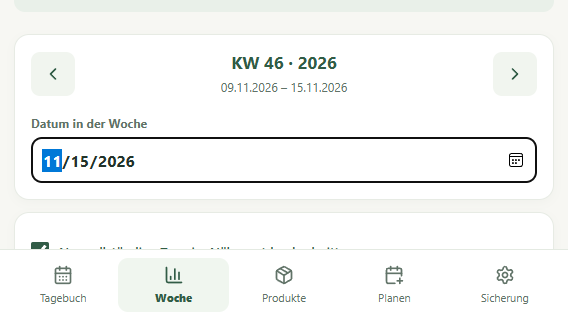 KW 46 · 2026
09.11.2026 – 15.11.2026
Datum in der Woche
11/15/2026
Tagebuch
Woche
Produkte
Planen
Sicherung